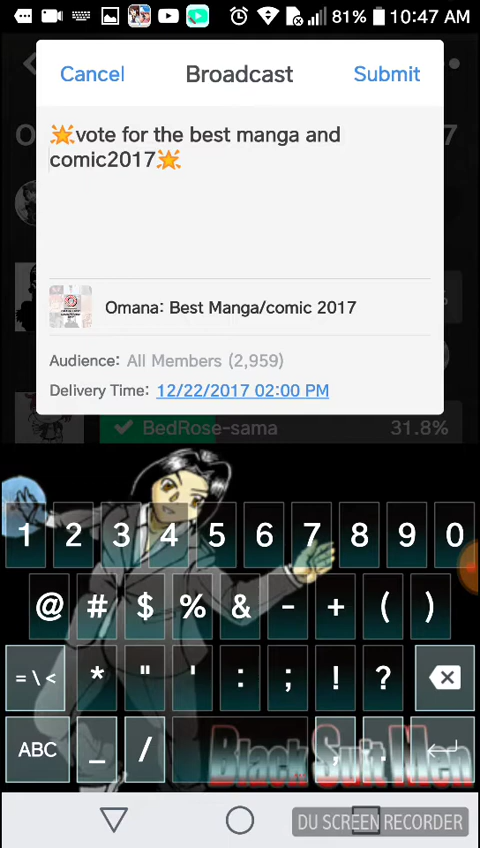 81% 10:47 AM
Cancel Broadcast Submit
🌟vote for the best manga and
comic2017🌟
Omana: Best Manga/comic 2017
Audience: All Members (2,959)
Delivery Time: 12/22/2017 02:00 PM
BedRose-sama 31.8%
1 2 3 4 5 6 7 8 9 0
@ # $ % & - + ( )
= \ < * " ' : ; ! ?
ABC _ / , .
Black Suit Men
DU SCREEN RECORDER